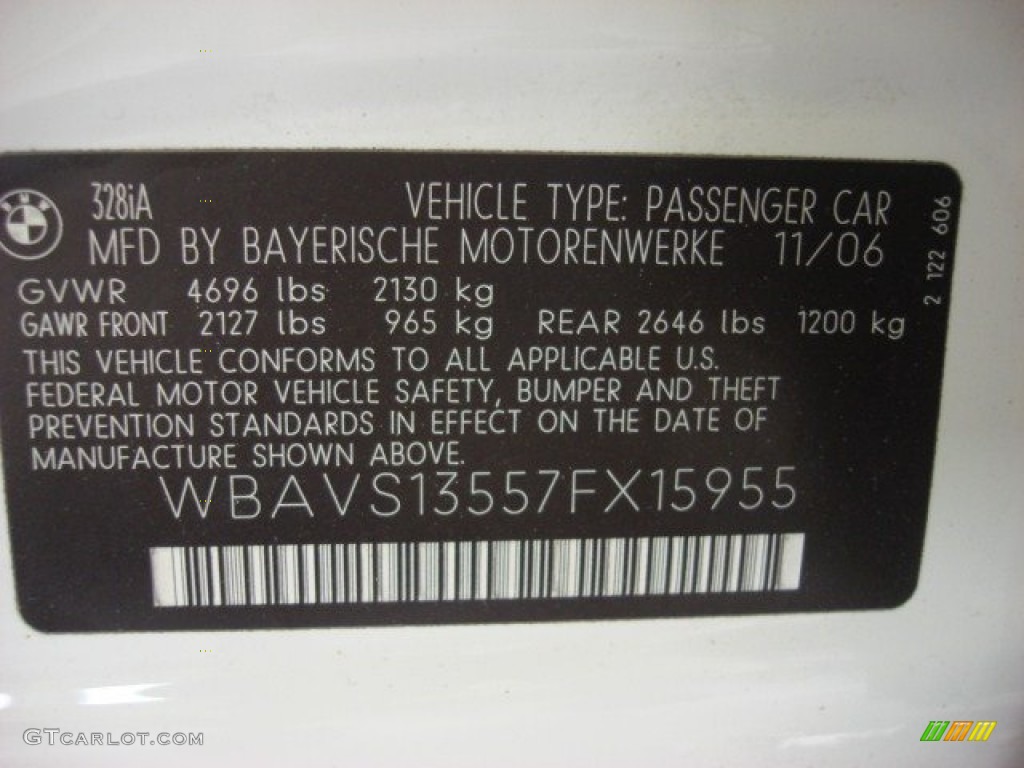 BMW
328iA VEHICLE TYPE: PASSENGER CAR
MFD BY BAYERISCHE MOTORENWERKE 11/06
GVWR 4696 lbs 2130 kg
GAWR FRONT 2127 lbs 965 kg REAR 2646 lbs 1200 kg
THIS VEHICLE CONFORMS TO ALL APPLICABLE U.S.
FEDERAL MOTOR VEHICLE SAFETY, BUMPER AND THEFT
PREVENTION STANDARDS IN EFFECT ON THE DATE OF
MANUFACTURE SHOWN ABOVE.
WBAVS13557FX15955
2 122 606
GTCARLOT.COM